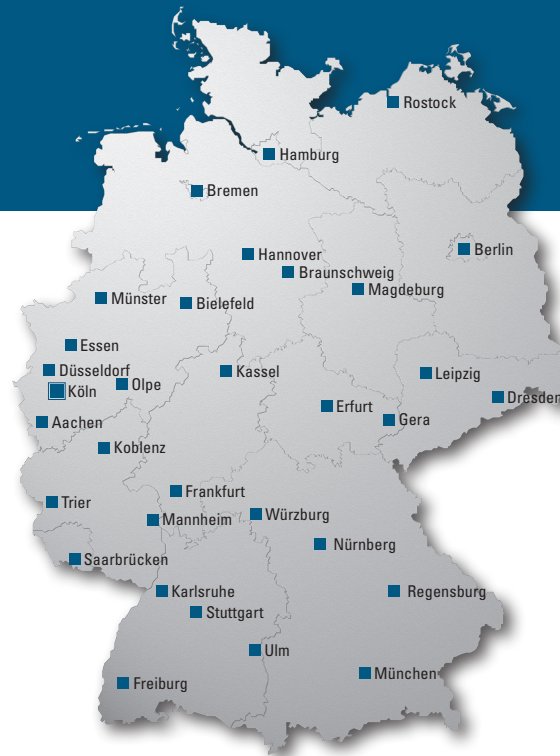 Rostock
Hamburg
Bremen
Berlin
Hannover
Braunschweig
Magdeburg
Münster
Bielefeld
Essen
Düsseldorf
Kassel
Leipzig
Olpe
Köln
Dresden
Erfurt
Gera
Aachen
Koblenz
Frankfurt
Trier
Würzburg
Mannheim
Nürnberg
Saarbrücken
Karlsruhe
Regensburg
Stuttgart
Ulm
München
Freiburg